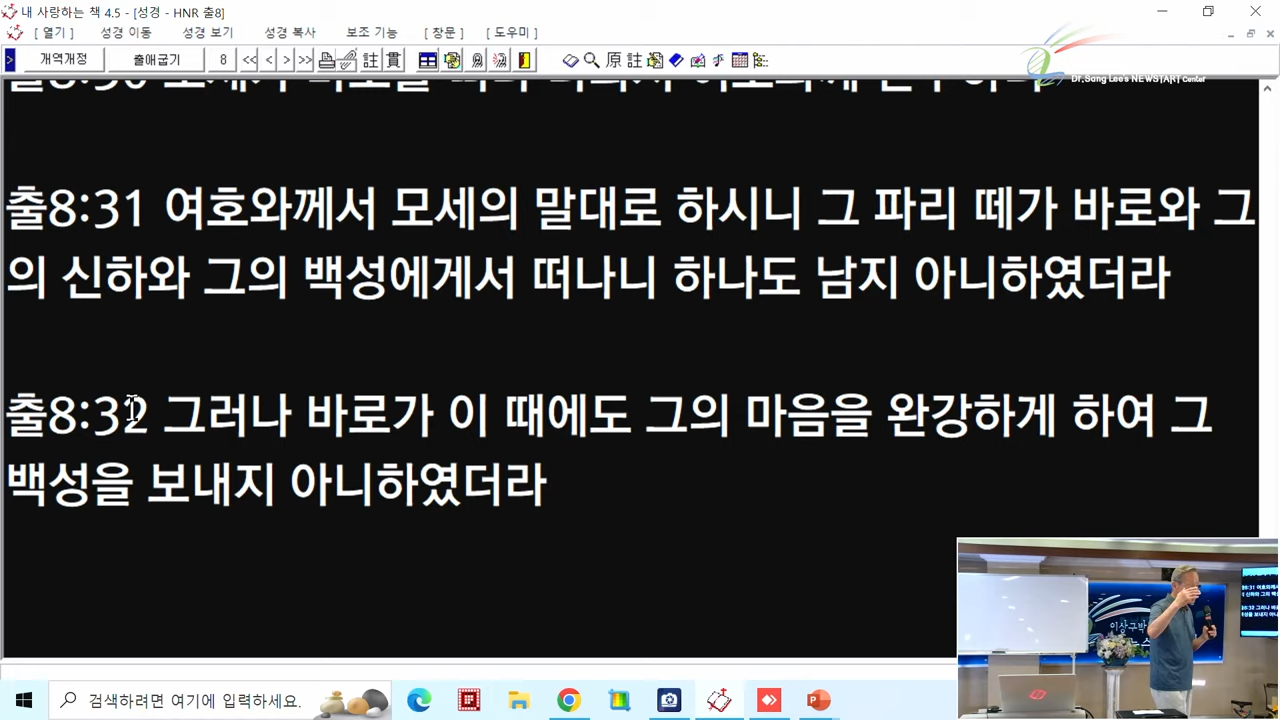 내 사랑하는 책 4.5 - [성경 - HNR 출8]
[ 열기 ] 성경 이동 성경 보기 성경 복사 보조 기능 [ 창문 ] [ 도우미 ]
개역개정 출애굽기 8 << < > >> 註 貫 原 註
Dr.Sang Lee's NEWSTART Center
출8:31 여호와께서 모세의 말대로 하시니 그 파리 떼가 바로와 그
의 신하와 그의 백성에게서 떠나니 하나도 남지 아니하였더라
출8:32 그러나 바로가 이 때에도 그의 마음을 완강하게 하여 그
백성을 보내지 아니하였더라
이상구박
검색하려면 여기에 입력하세요.